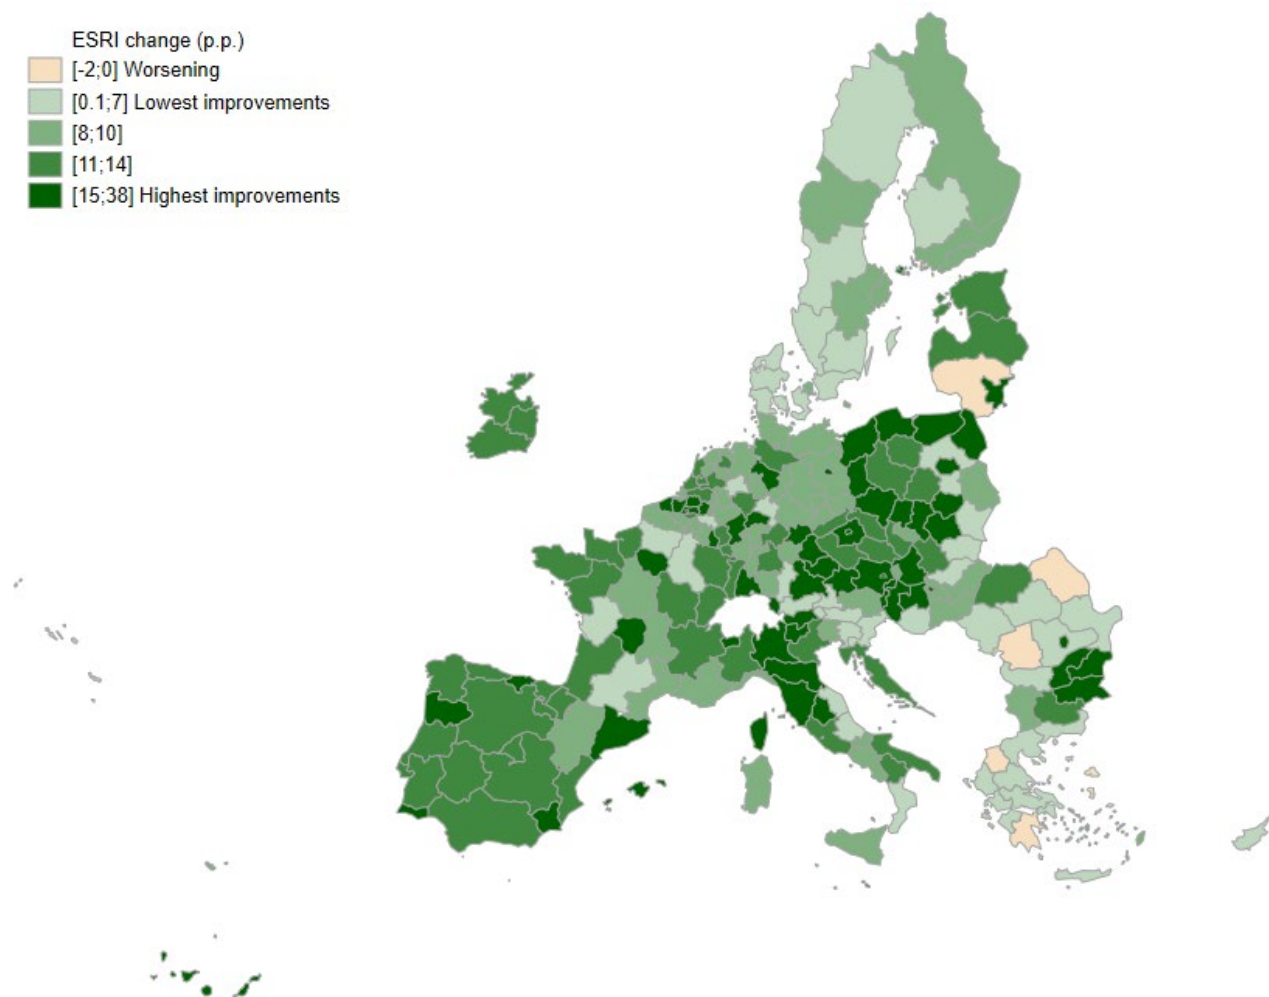 ESRI change (p.p.)
[-2;0] Worsening
[0.1;7] Lowest improvements
[8;10]
[11;14]
[15;38] Highest improvements